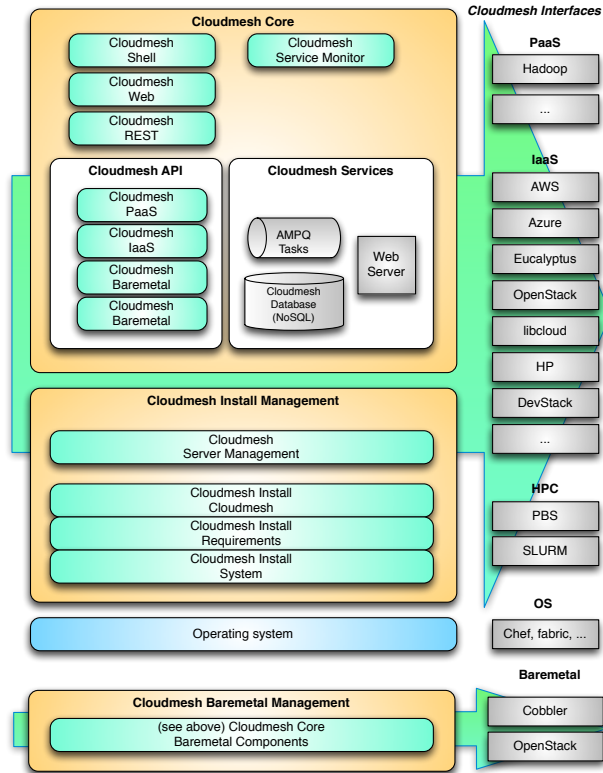 Cloudmesh Core
Cloudmesh
Shell
Cloudmesh
Service Monitor
Cloudmesh
Web
Cloudmesh
REST
Cloudmesh API
Cloudmesh
PaaS
Cloudmesh
IaaS
Cloudmesh
Baremetal
Cloudmesh
Baremetal
Cloudmesh Services
AMPQ
Tasks
Web
Server
Cloudmesh
Database
(NoSQL)
Cloudmesh Install Management
Cloudmesh
Server Management
Cloudmesh Install
Cloudmesh
Cloudmesh Install
Requirements
Cloudmesh Install
System
Operating system
Cloudmesh Baremetal Management
(see above) Cloudmesh Core
Baremetal Components
Cloudmesh Interfaces
PaaS
Hadoop
...
IaaS
AWS
Azure
Eucalyptus
OpenStack
libcloud
HP
DevStack
...
HPC
PBS
SLURM
OS
Chef, fabric, ...
Baremetal
Cobbler
OpenStack